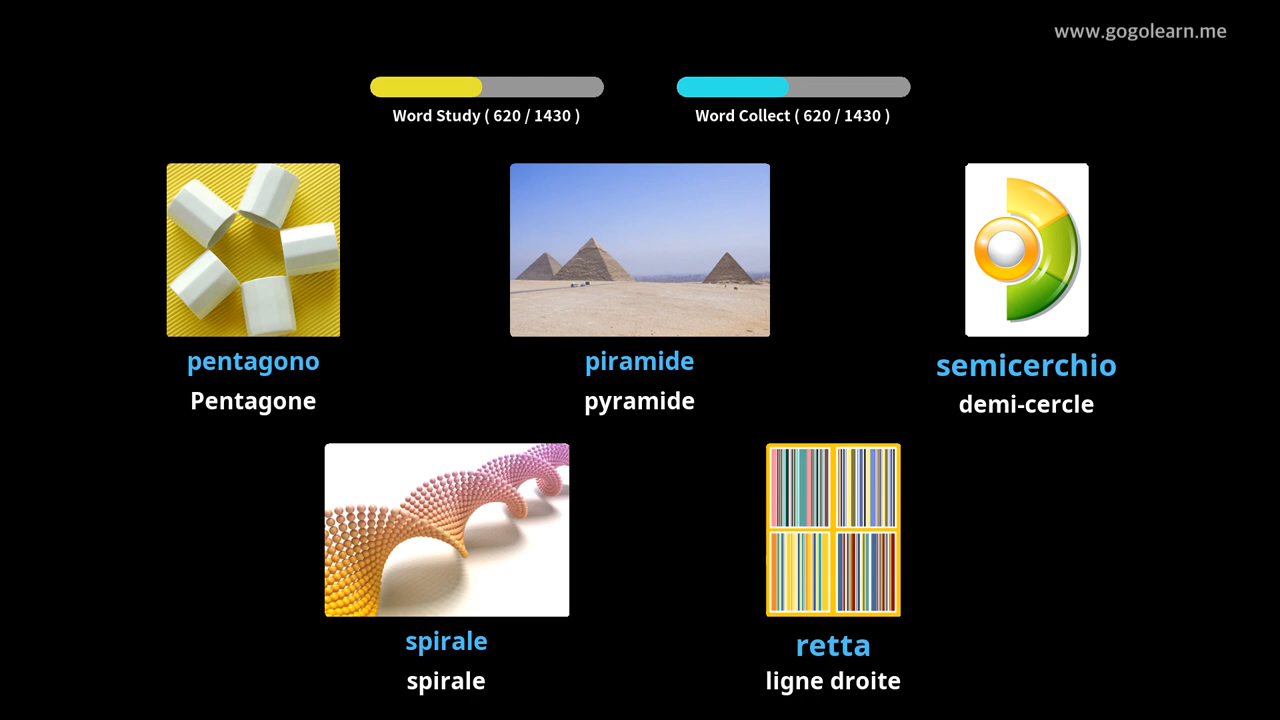 www.gogolearn.me
Word Study ( 620 / 1430 )
Word Collect ( 620 / 1430 )
pentagono
Pentagone
piramide
pyramide
semicerchio
demi-cercle
spirale
spirale
retta
ligne droite